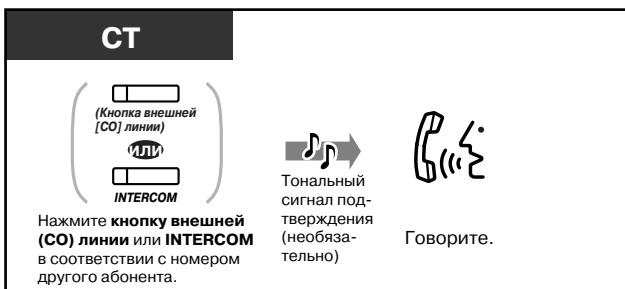 СТ
(Кнопка внешней
[CO] линии)
ИЛИ
INTERCOM
Нажмите кнопку внешней
(CO) линии или INTERCOM
в соответствии с номером
другого абонента.
Тональный
сигнал под-
тверждения
(необяза-
тельно)
Говорите.